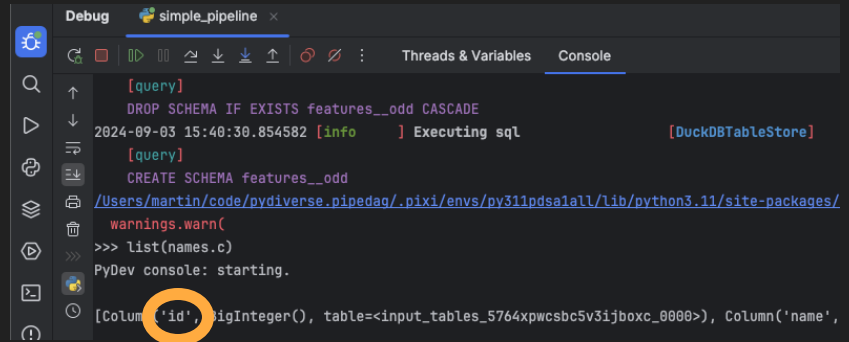 Debug simple_pipeline ×
Threads & Variables Console
[query]
DROP SCHEMA IF EXISTS features__odd CASCADE
2024-09-03 15:40:30.854582 [info ] Executing sql [DuckDBTableStore]
[query]
CREATE SCHEMA features__odd
/Users/martin/code/pydiverse.pipedag/.pixi/envs/py311pdsa1all/lib/python3.11/site-packages/
warnings.warn(
>>> list(names.c)
PyDev console: starting.
[Column('id', BigInteger(), table=<input_tables_5764xpwcsbc5v3ijboxc_0000>), Column('name',